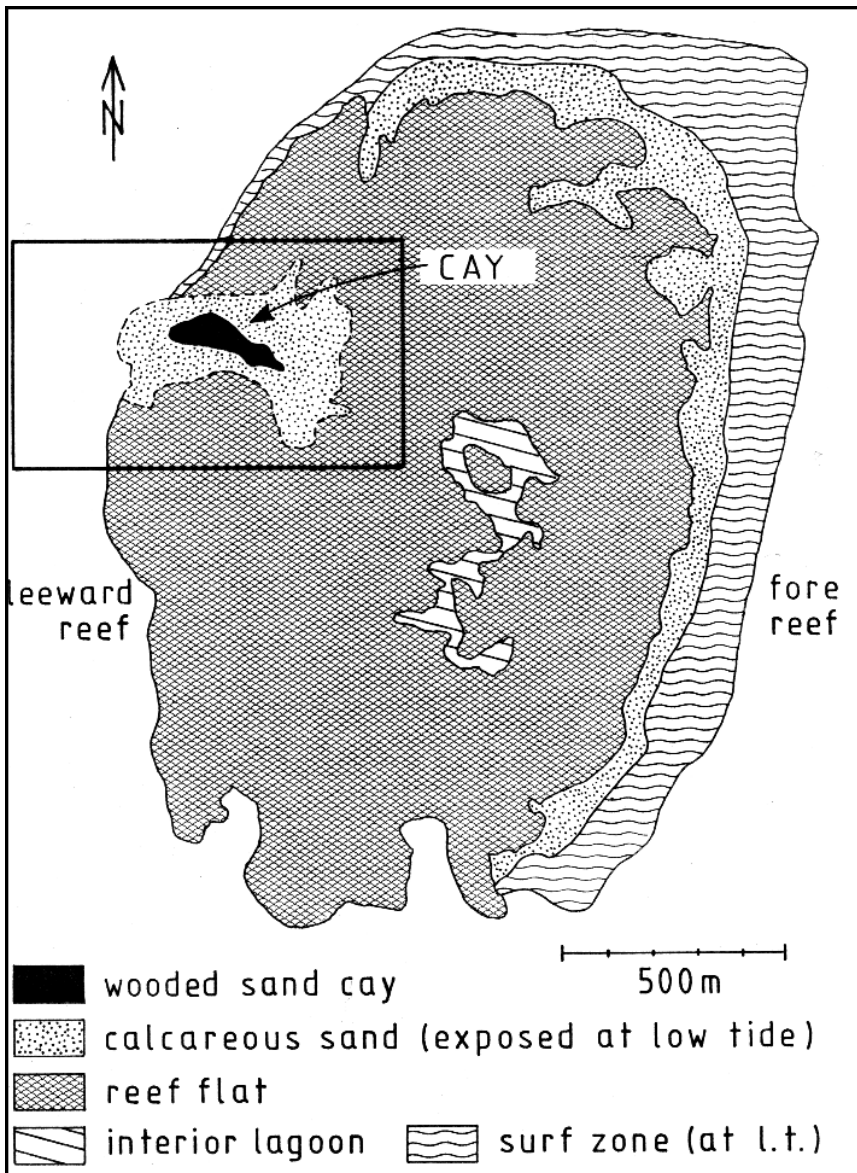 N
CAY
leeward
reef
fore
reef
500m
wooded sand cay
calcareous sand (exposed at low tide)
reef flat
interior lagoon
surf zone (at l.t.)